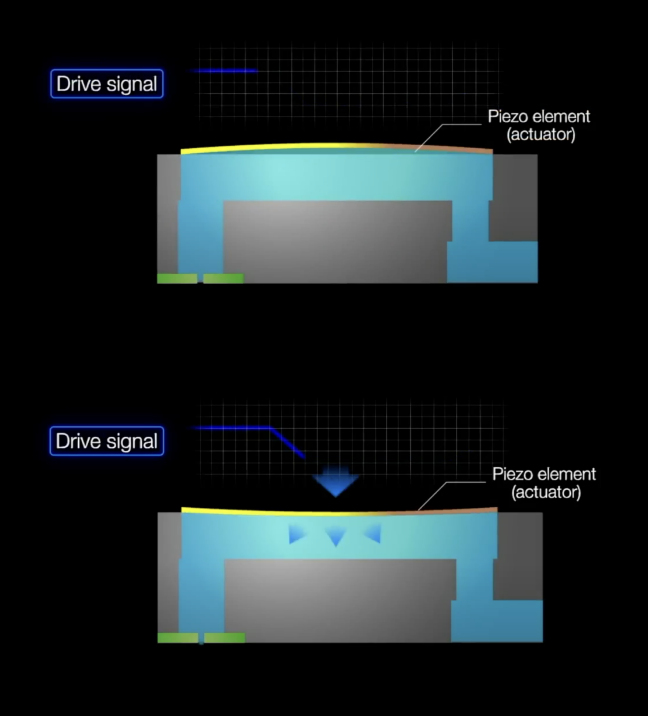 Drive signal
Piezo element
(actuator)
Drive signal
Piezo element
(actuator)